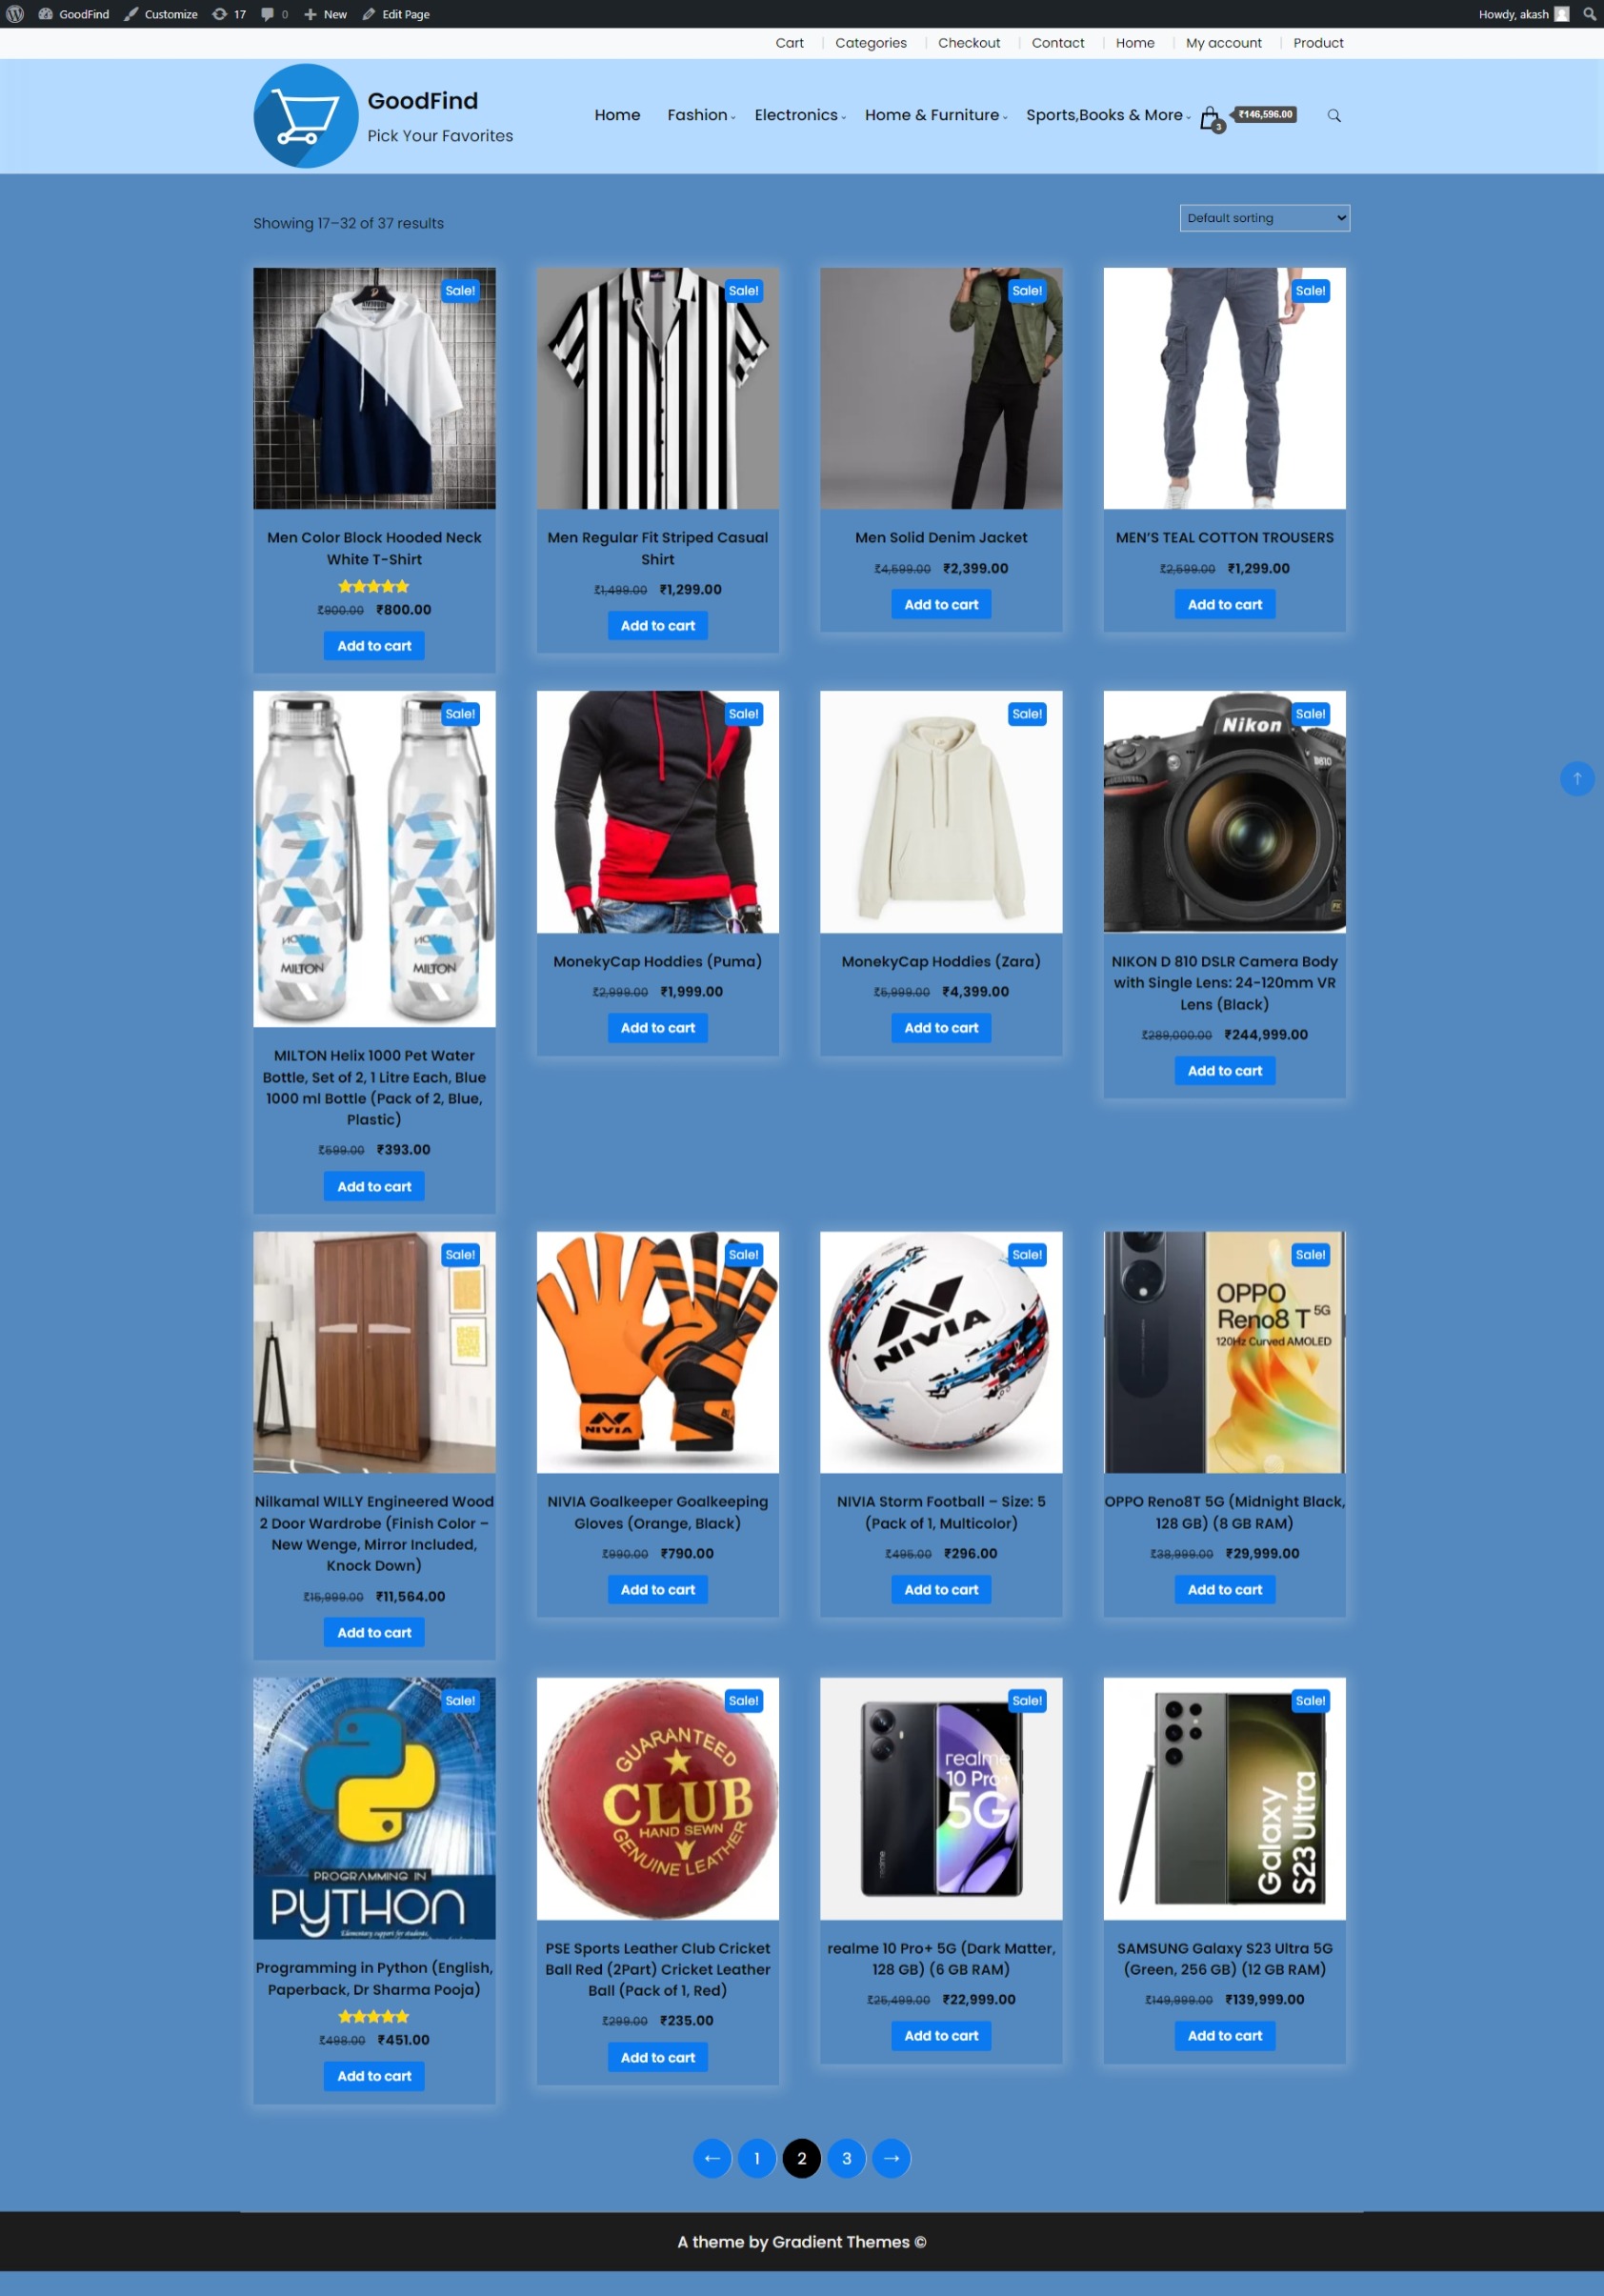 GoodFind Customize 17 0 New Edit Page Howdy, akash
Cart Categories Checkout Contact Home My account Product
GoodFind
Pick Your Favorites
Home Fashion Electronics Home & Furniture Sports,Books & More 3 ₹146,596.00
Showing 17–32 of 37 results
Default sorting
Sale!
Men Color Block Hooded Neck
White T-Shirt
₹900.00 ₹800.00
Add to cart
Sale!
Men Regular Fit Striped Casual
Shirt
₹1,499.00 ₹1,299.00
Add to cart
Sale!
Men Solid Denim Jacket
₹4,599.00 ₹2,399.00
Add to cart
Sale!
MEN’S TEAL COTTON TROUSERS
₹2,599.00 ₹1,299.00
Add to cart
Sale!
MILTON MILTON
MILTON Helix 1000 Pet Water
Bottle, Set of 2, 1 Litre Each, Blue
1000 ml Bottle (Pack of 2, Blue,
Plastic)
₹599.00 ₹393.00
Add to cart
Sale!
MonekyCap Hoddies (Puma)
₹2,999.00 ₹1,999.00
Add to cart
Sale!
MonekyCap Hoddies (Zara)
₹5,999.00 ₹4,399.00
Add to cart
Sale!
Nikon
D810
FX
NIKON D 810 DSLR Camera Body
with Single Lens: 24-120mm VR
Lens (Black)
₹289,000.00 ₹244,999.00
Add to cart
Sale!
Nilkamal WILLY Engineered Wood
2 Door Wardrobe (Finish Color –
New Wenge, Mirror Included,
Knock Down)
₹15,999.00 ₹11,564.00
Add to cart
Sale!
NIVIA
NIVIA Goalkeeper Goalkeeping
Gloves (Orange, Black)
₹990.00 ₹790.00
Add to cart
Sale!
NIVIA
NIVIA Storm Football – Size: 5
(Pack of 1, Multicolor)
₹495.00 ₹296.00
Add to cart
Sale!
OPPO
Reno8 T 5G
120Hz Curved AMOLED
OPPO Reno8T 5G (Midnight Black,
128 GB) (8 GB RAM)
₹38,999.00 ₹29,999.00
Add to cart
Sale!
PROGRAMMING IN
PYTHON
Elementary support for students,
Programming in Python (English,
Paperback, Dr Sharma Pooja)
₹498.00 ₹451.00
Add to cart
Sale!
GUARANTEED
CLUB
HAND SEWN
GENUINE LEATHER
PSE Sports Leather Club Cricket
Ball Red (2Part) Cricket Leather
Ball (Pack of 1, Red)
₹299.00 ₹235.00
Add to cart
Sale!
realme
10 Pro+
5G
realme
realme 10 Pro+ 5G (Dark Matter,
128 GB) (6 GB RAM)
₹25,499.00 ₹22,999.00
Add to cart
Sale!
Galaxy
S23 Ultra
SAMSUNG Galaxy S23 Ultra 5G
(Green, 256 GB) (12 GB RAM)
₹149,999.00 ₹139,999.00
Add to cart
← 1 2 3 →
A theme by Gradient Themes ©